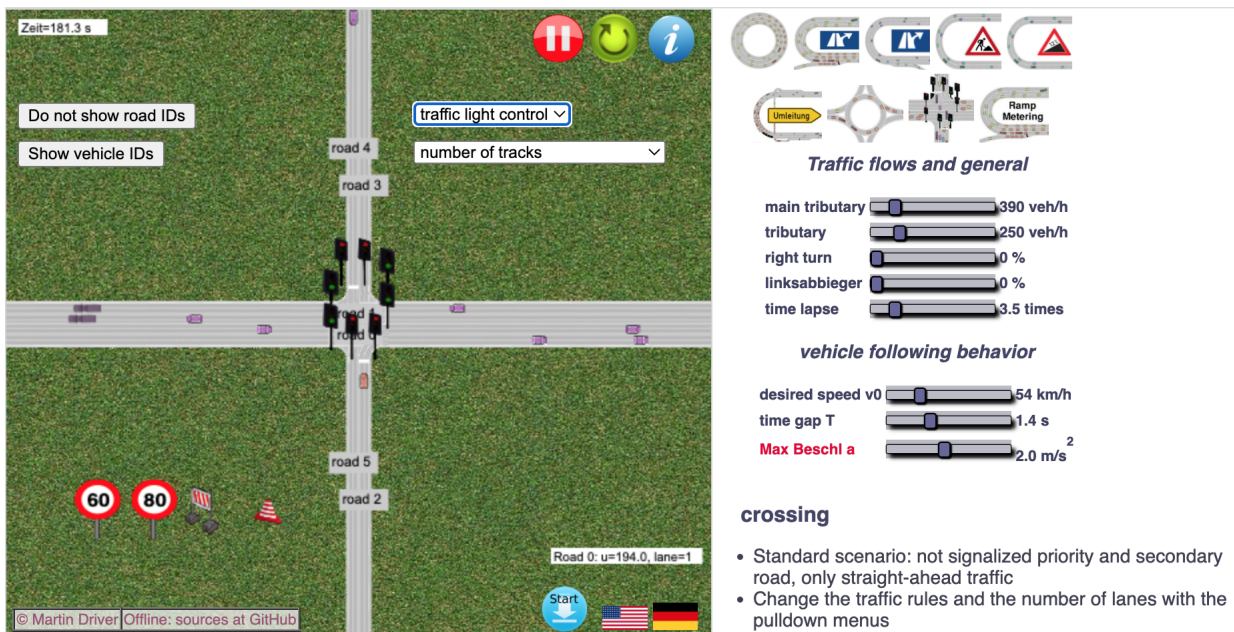 Zeit=181.3 s
Do not show road IDs
traffic light control
Show vehicle IDs
number of tracks
road 4
road 3
road 5
road 2
60
80
Road 0: u=194.0, lane=1
Start
© Martin Driver
Offline: sources at GitHub
Umleitung
Ramp
Metering
Traffic flows and general
main tributary 390 veh/h
tributary 250 veh/h
right turn 0 %
linksabbieger 0 %
time lapse 3.5 times
vehicle following behavior
desired speed v0 54 km/h
time gap T 1.4 s
Max Beschl a 2.0 m/s2
crossing
• Standard scenario: not signalized priority and secondary
road, only straight-ahead traffic
• Change the traffic rules and the number of lanes with the
pulldown menus